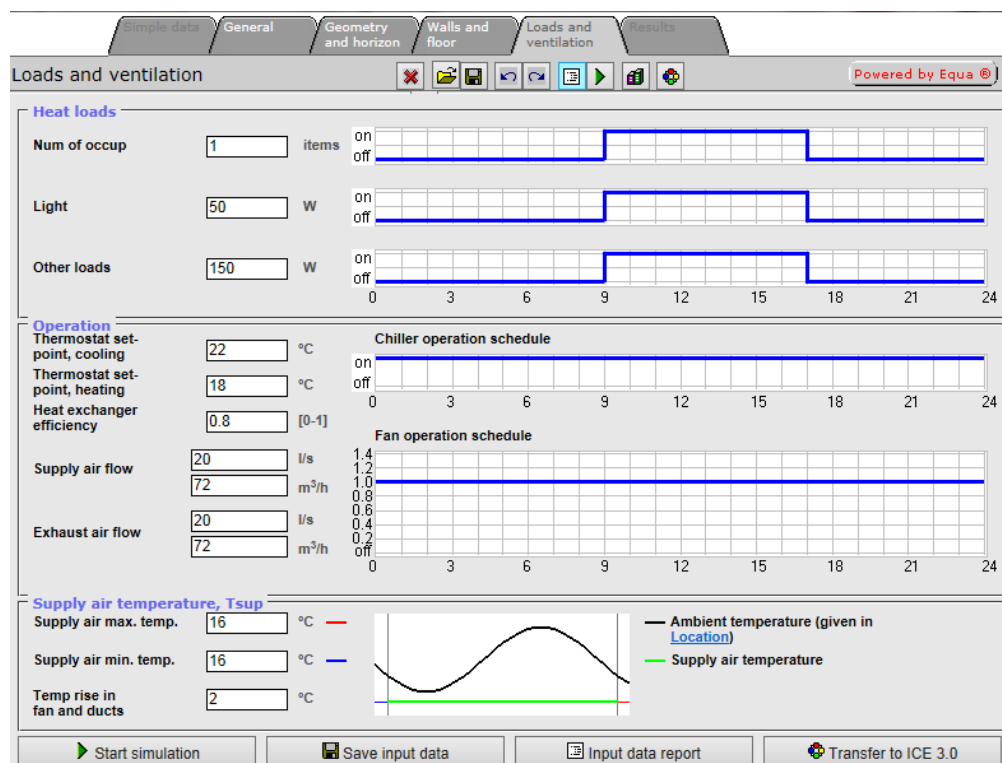 Simple data
General
Geometry
and horizon
Walls and
floor
Loads and
ventilation
Results
Loads and ventilation
Powered by Equa ®
Heat loads
Num of occup 1 items
on
off
Light 50 W
on
off
Other loads 150 W
on
off
0 3 6 9 12 15 18 21 24
Operation
Thermostat set-
point, cooling 22 °C
Thermostat set-
point, heating 18 °C
Heat exchanger
efficiency 0.8 [0-1]
Supply air flow
20 l/s
72 m³/h
Exhaust air flow
20 l/s
72 m³/h
Chiller operation schedule
on
off
0 3 6 9 12 15 18 21 24
Fan operation schedule
1.4
1.2
1.0
0.8
0.6
0.4
0.2
off
0 3 6 9 12 15 18 21 24
Supply air temperature, Tsup
Supply air max. temp. 16 °C
Supply air min. temp. 16 °C
Temp rise in
fan and ducts 2 °C
Ambient temperature (given in
Location)
Supply air temperature
Start simulation
Save input data
Input data report
Transfer to ICE 3.0